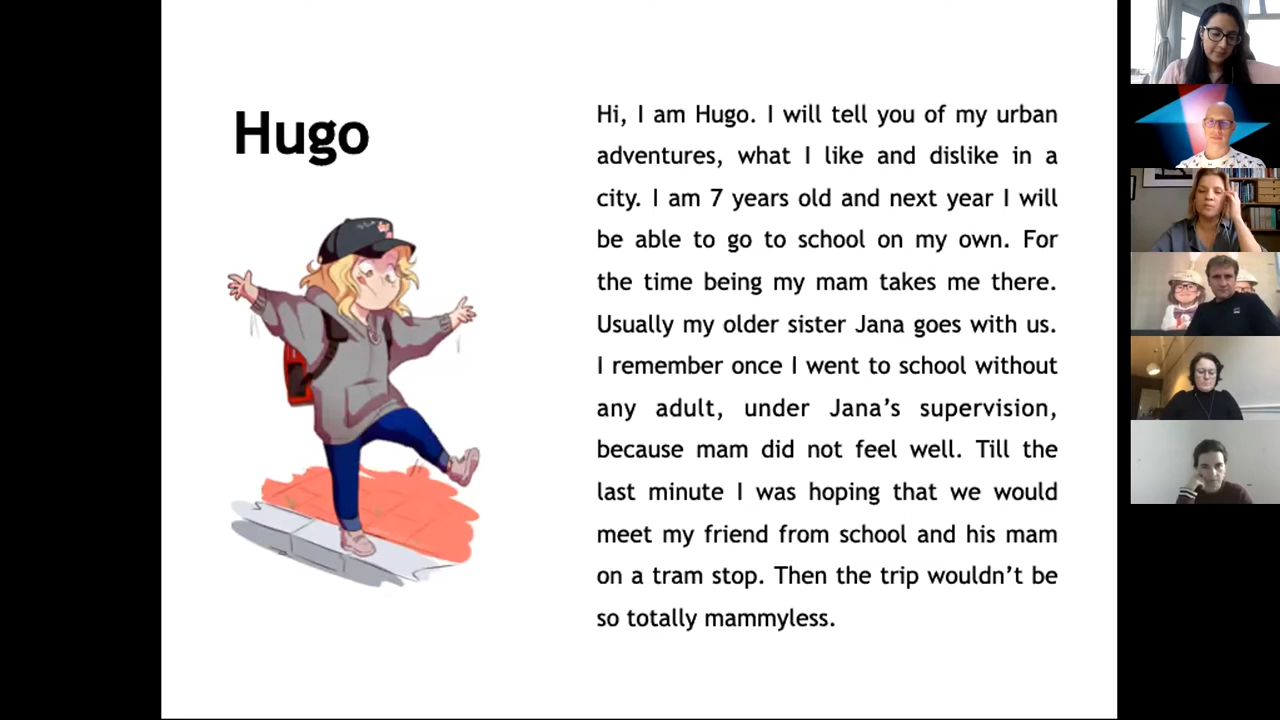 Hugo
Hi, I am Hugo. I will tell you of my urban
adventures, what I like and dislike in a
city. I am 7 years old and next year I will
be able to go to school on my own. For
the time being my mam takes me there.
Usually my older sister Jana goes with us.
I remember once I went to school without
any adult, under Jana’s supervision,
because mam did not feel well. Till the
last minute I was hoping that we would
meet my friend from school and his mam
on a tram stop. Then the trip wouldn’t be
so totally mammyless.